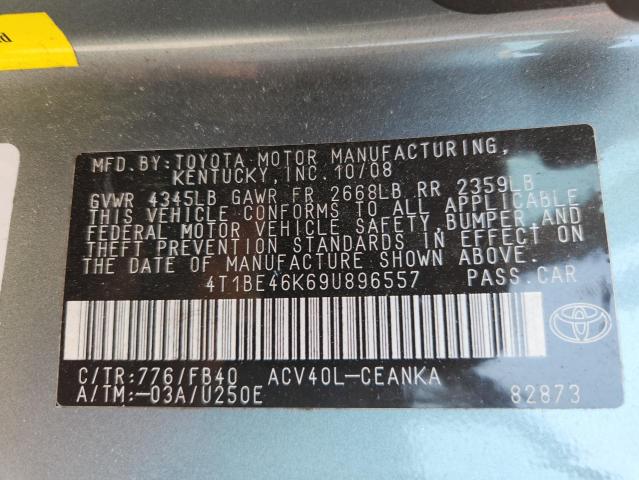 MFD. BY: TOYOTA MOTOR MANUFACTURING,
KENTUCKY, INC. 10/08
GVWR 4345LB GAWR FR 2668LB RR 2359LB
THIS VEHICLE CONFORMS TO ALL APPLICABLE
FEDERAL MOTOR VEHICLE SAFETY, BUMPER, AND
THEFT PREVENTION STANDARDS IN EFFECT ON
THE DATE OF MANUFACTURE SHOWN ABOVE.
4T1BE46K69U896557 PASS. CAR
C/TR: 776/FB40 ACV40L-CEANKA
A/TM: -03A/U250E 82873